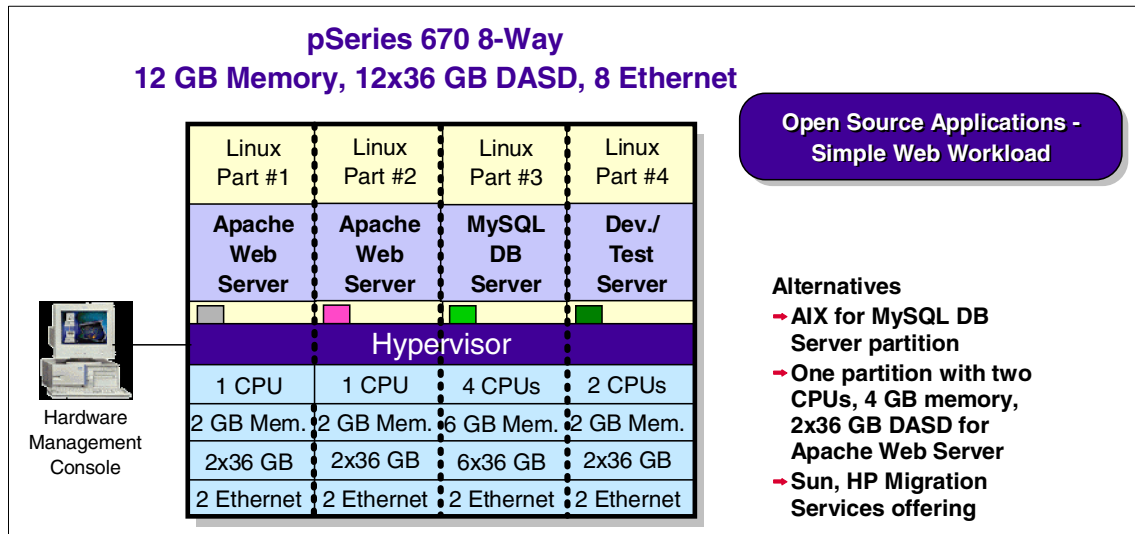 pSeries 670 8-Way
12 GB Memory, 12x36 GB DASD, 8 Ethernet
Open Source Applications -
Simple Web Workload
Linux
Part #1
Linux
Part #2
Linux
Part #3
Linux
Part #4
Apache
Web
Server
Apache
Web
Server
MySQL
DB
Server
Dev./
Test
Server
Hypervisor
1 CPU
1 CPU
4 CPUs
2 CPUs
2 GB Mem.
2 GB Mem.
6 GB Mem.
2 GB Mem.
2x36 GB
2x36 GB
6x36 GB
2x36 GB
2 Ethernet
2 Ethernet
2 Ethernet
2 Ethernet
Hardware
Management
Console
Alternatives
AIX for MySQL DB
Server partition
One partition with two
CPUs, 4 GB memory,
2x36 GB DASD for
Apache Web Server
Sun, HP Migration
Services offering